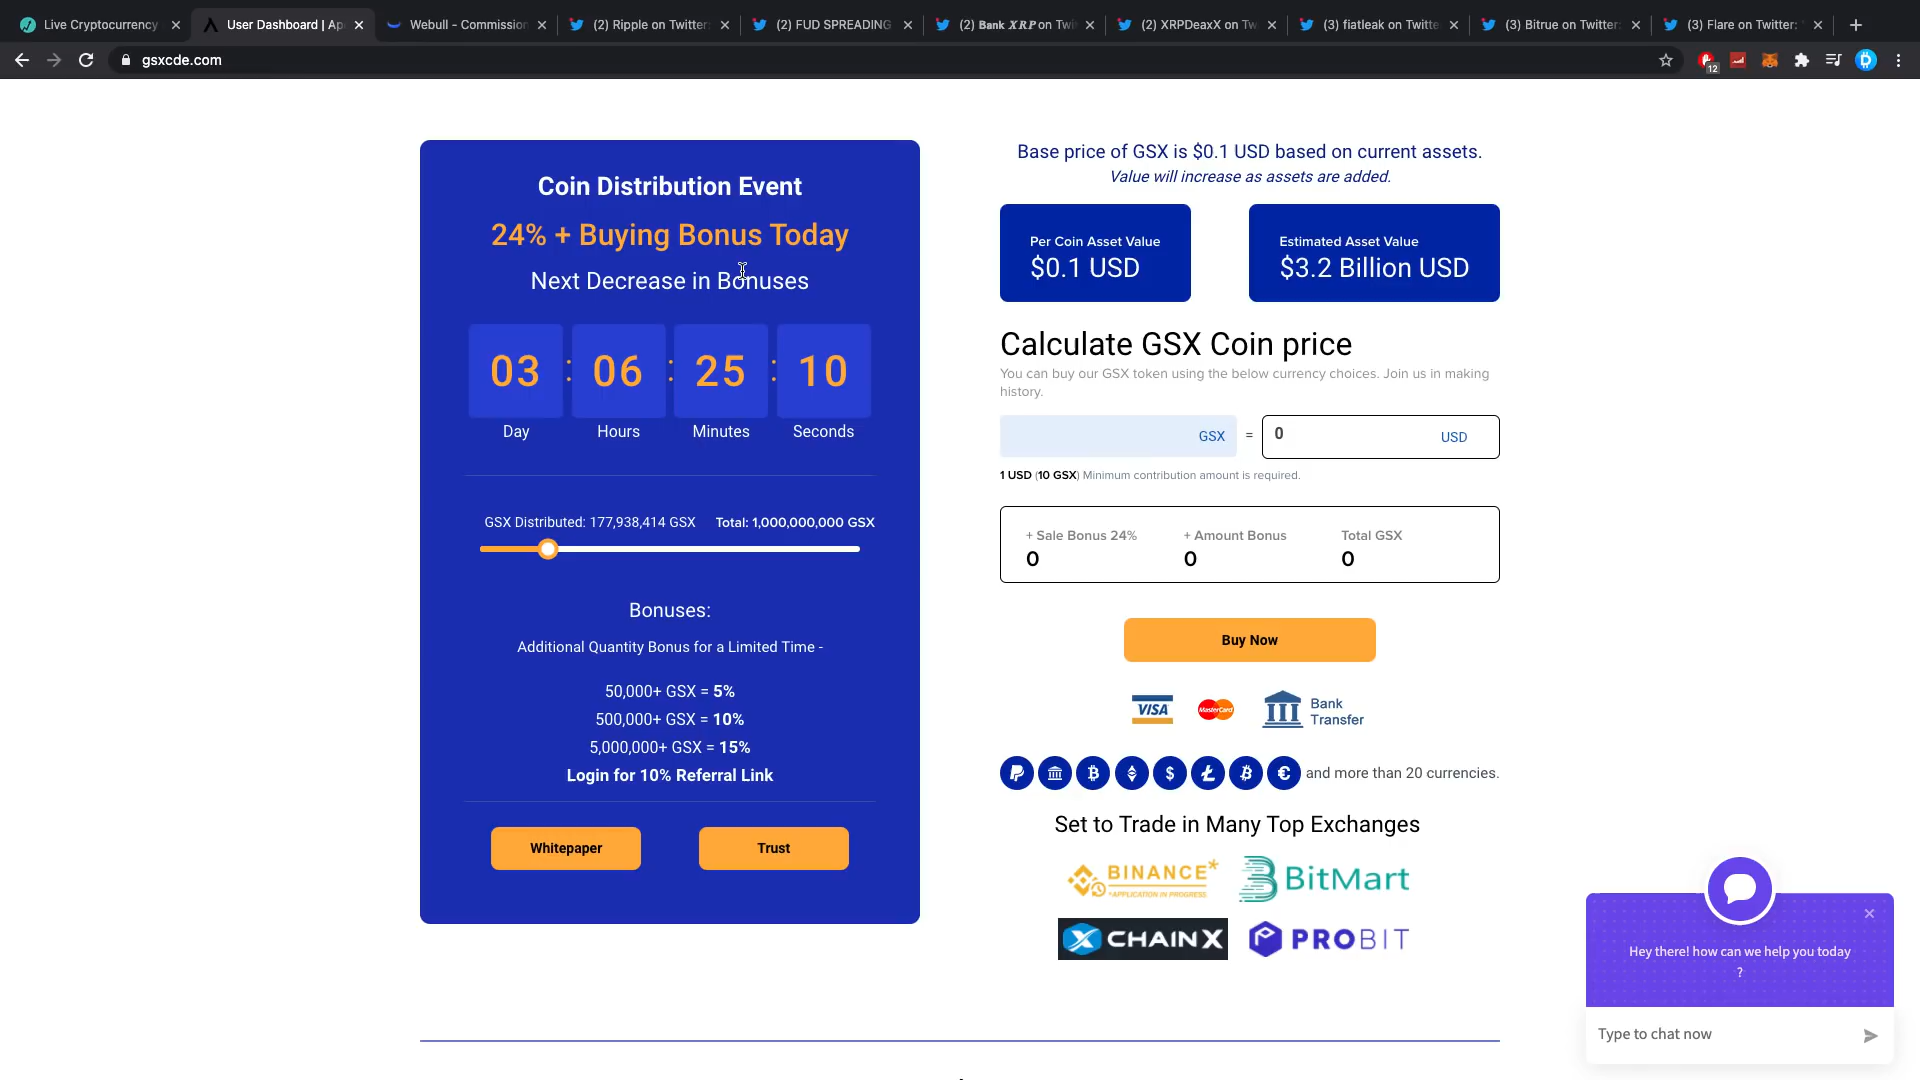 Live Cryptocurrency
User Dashboard | Ap
Webull - Commission
(2) Ripple on Twitter:
(2) FUD SPREADING
(2) Bank XRP on Twi
(2) XRPDeaxX on Tw
(3) fiatleak on Twitte
(3) Bitrue on Twitter:
(3) Flare on Twitter:
gsxcde.com
12
Coin Distribution Event
24% + Buying Bonus Today
Next Decrease in Bonuses
03 : 06 : 25 : 10
Day Hours Minutes Seconds
GSX Distributed: 177,938,414 GSX Total: 1,000,000,000 GSX
Bonuses:
Additional Quantity Bonus for a Limited Time -
50,000+ GSX = 5%
500,000+ GSX = 10%
5,000,000+ GSX = 15%
Login for 10% Referral Link
Whitepaper Trust
Base price of GSX is $0.1 USD based on current assets.
Value will increase as assets are added.
Per Coin Asset Value
$0.1 USD
Estimated Asset Value
$3.2 Billion USD
Calculate GSX Coin price
You can buy our GSX token using the below currency choices. Join us in making
history.
GSX = 0 USD
1 USD (10 GSX) Minimum contribution amount is required.
+ Sale Bonus 24% + Amount Bonus Total GSX
0 0 0
Buy Now
VISA MasterCard Bank
Transfer
and more than 20 currencies.
Set to Trade in Many Top Exchanges
BINANCE*
*APPLICATION IN PROGRESS
BitMart
CHAINX
PROBIT
Hey there! how can we help you today
?
Type to chat now